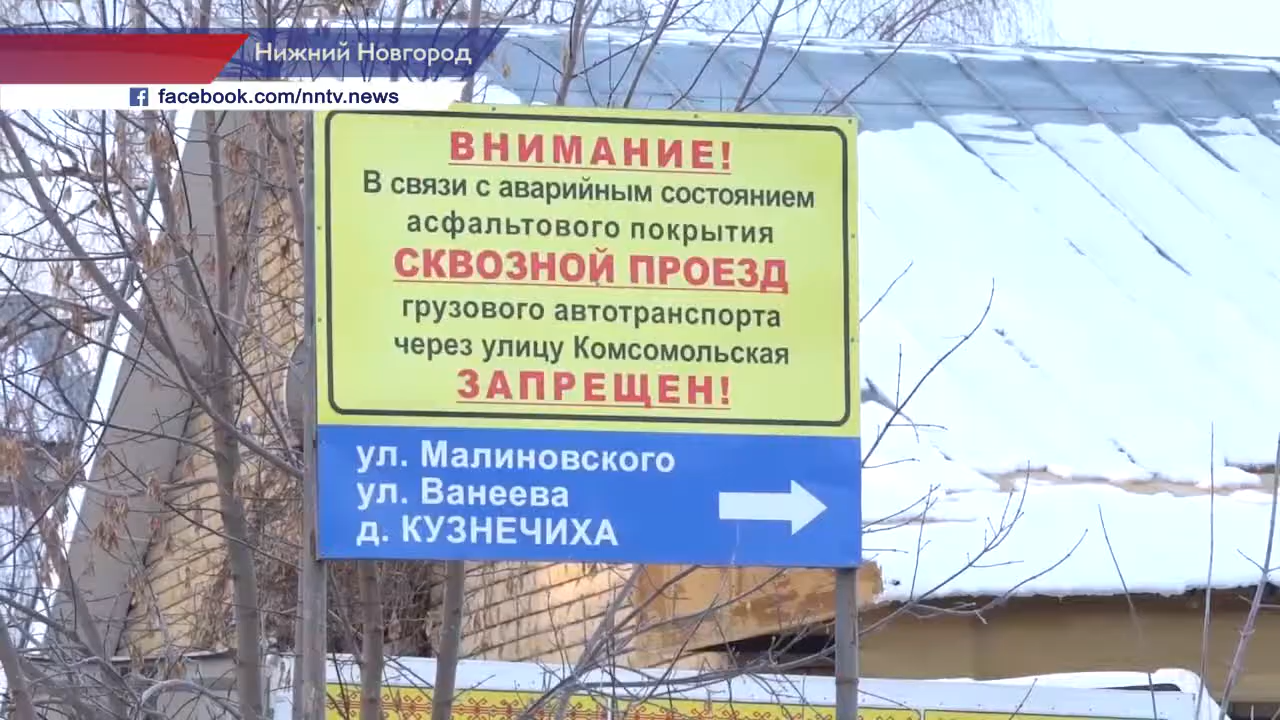 Нижний Новгород
facebook.com/nntv.news
ВНИМАНИЕ!
В связи с аварийным состоянием
асфальтового покрытия
СКВОЗНОЙ ПРОЕЗД
грузового автотранспорта
через улицу Комсомольская
ЗАПРЕЩЕН!
ул. Малиновского
ул. Ванеева
д. КУЗНЕЧИХА